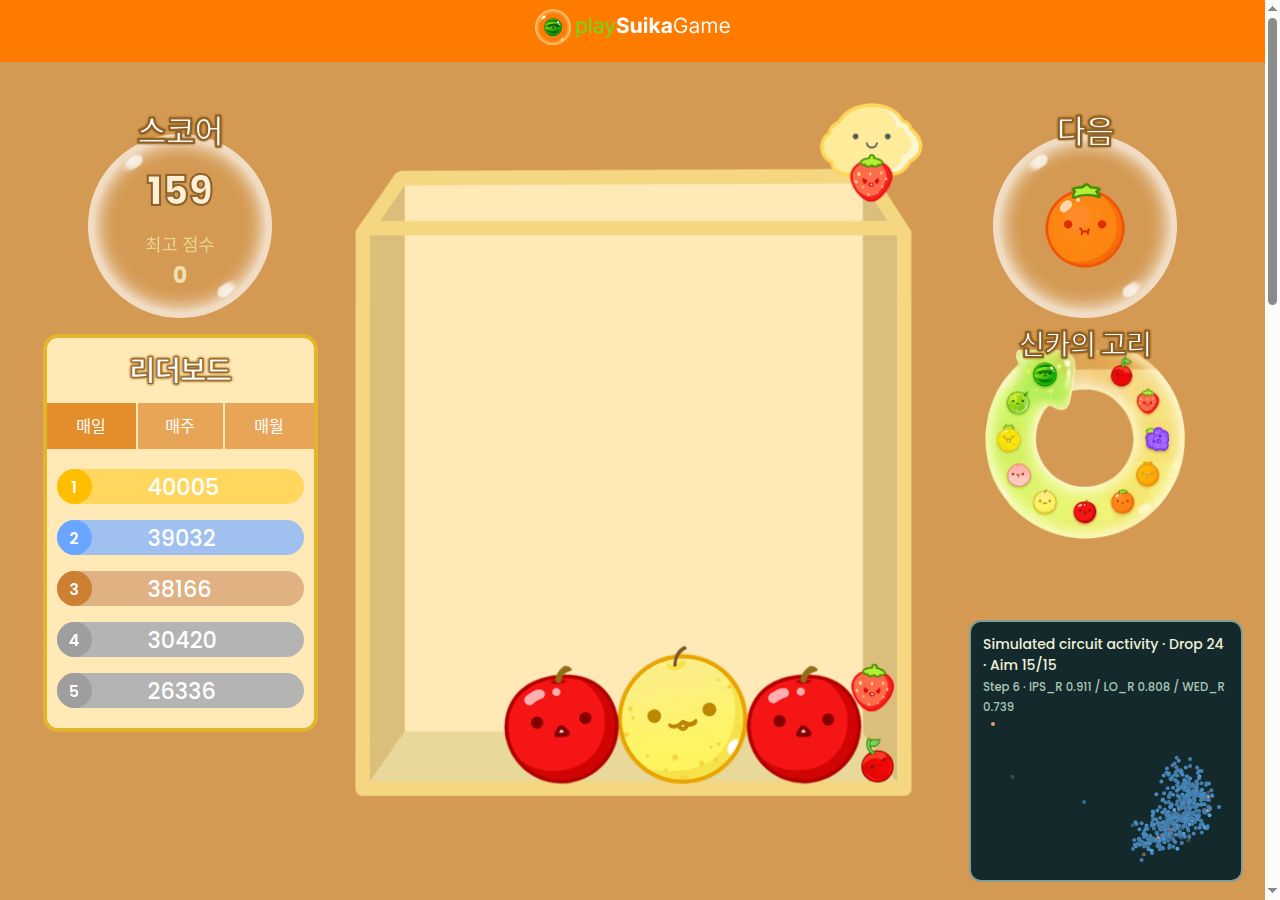 playSuikaGame
스코어
159
최고 점수
0
다음
신카의 고리
리더보드
매일 매주 매월
1 40005
2 39032
3 38166
4 30420
5 26336
Simulated circuit activity · Drop 24
· Aim 15/15
Step 6 · IPS_R 0.911 / LO_R 0.808 / WED_R
0.739